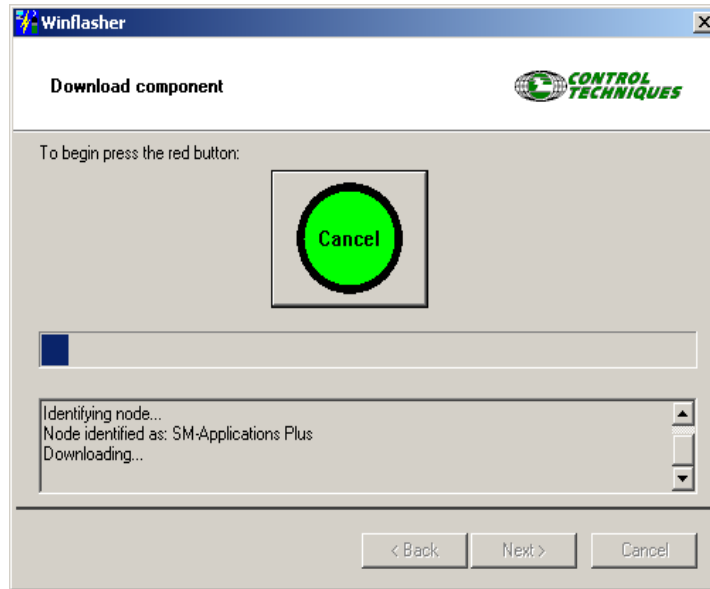 Winflasher
Download component
CONTROL
TECHNIQUES
To begin press the red button:
Cancel
Identifying node...
Node identified as: SM-Applications Plus
Downloading...
< Back Next > Cancel